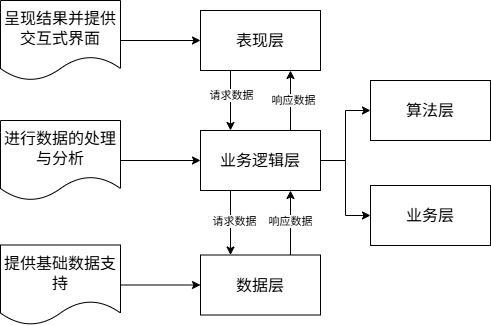 呈现结果并提供
交互式界面
表现层
请求数据
响应数据
算法层
进行数据的处理
与分析
业务逻辑层
业务层
请求数据
响应数据
提供基础数据支
持
数据层